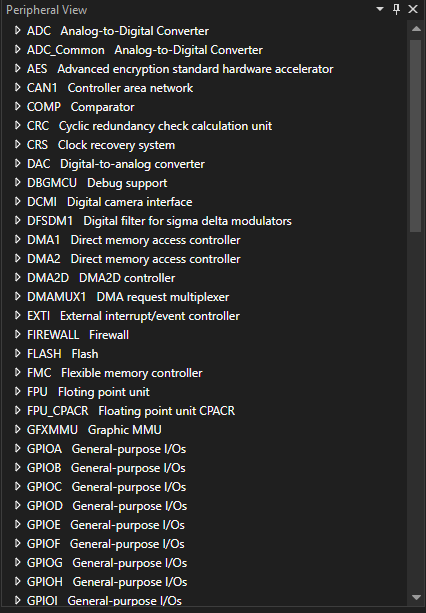 Peripheral View
ADC Analog-to-Digital Converter
ADC_Common Analog-to-Digital Converter
AES Advanced encryption standard hardware accelerator
CAN1 Controller area network
COMP Comparator
CRC Cyclic redundancy check calculation unit
CRS Clock recovery system
DAC Digital-to-analog converter
DBGMCU Debug support
DCMI Digital camera interface
DFSDM1 Digital filter for sigma delta modulators
DMA1 Direct memory access controller
DMA2 Direct memory access controller
DMA2D DMA2D controller
DMAMUX1 DMA request multiplexer
EXTI External interrupt/event controller
FIREWALL Firewall
FLASH Flash
FMC Flexible memory controller
FPU Floting point unit
FPU_CPACR Floating point unit CPACR
GFXMMU Graphic MMU
GPIOA General-purpose I/Os
GPIOB General-purpose I/Os
GPIOC General-purpose I/Os
GPIOD General-purpose I/Os
GPIOE General-purpose I/Os
GPIOF General-purpose I/Os
GPIOG General-purpose I/Os
GPIOH General-purpose I/Os
GPIOI General-purpose I/Os